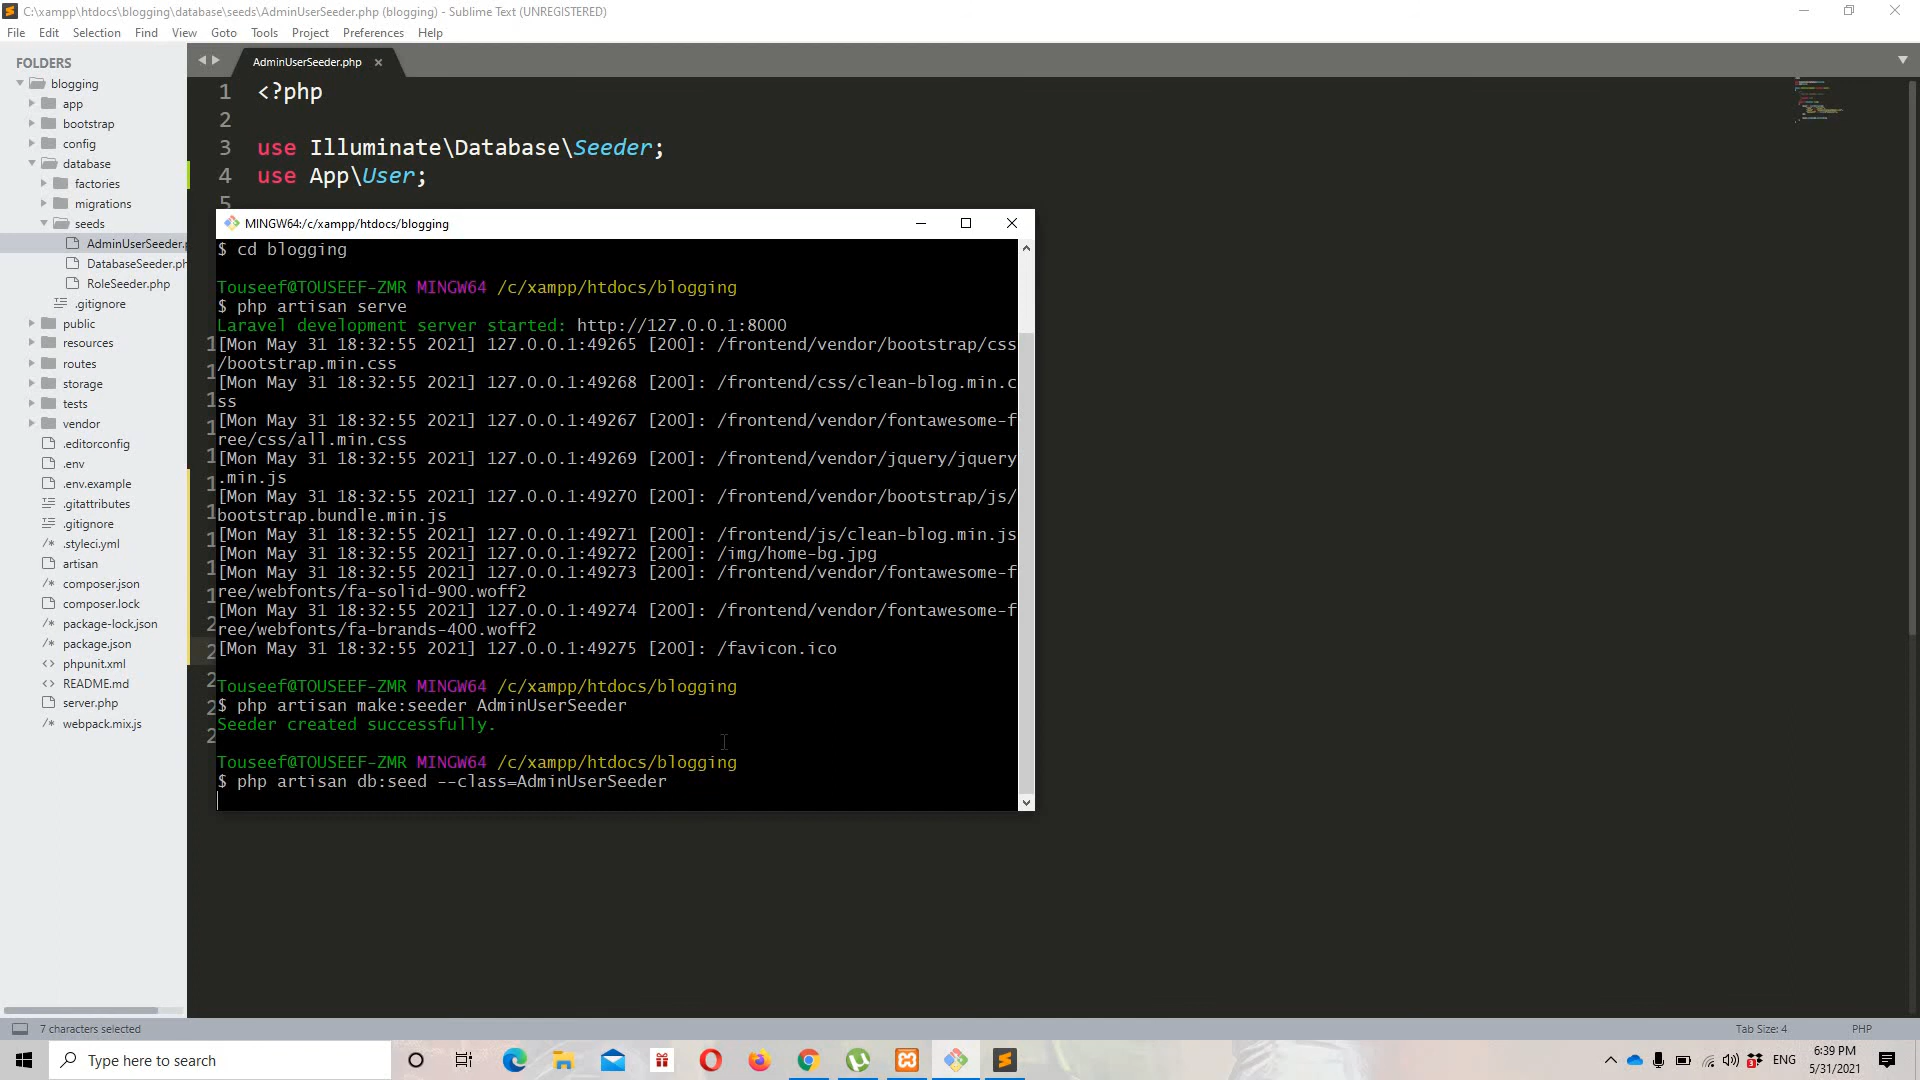 C:\xampp\htdocs\blogging\database\seeds\AdminUserSeeder.php (blogging) - Sublime Text (UNREGISTERED)
File Edit Selection Find View Goto Tools Project Preferences Help
FOLDERS
blogging
app
bootstrap
config
database
factories
migrations
seeds
AdminUserSeeder.p
DatabaseSeeder.ph
RoleSeeder.php
.gitignore
public
resources
routes
storage
tests
vendor
.editorconfig
.env
.env.example
.gitattributes
.gitignore
.styleci.yml
artisan
composer.json
composer.lock
package-lock.json
package.json
phpunit.xml
README.md
server.php
webpack.mix.js
AdminUserSeeder.php
1 <?php
2
3 use Illuminate\Database\Seeder;
4 use App\User;
5
MINGW64:/c/xampp/htdocs/blogging
$ cd blogging
Touseef@TOUSEEF-ZMR MINGW64 /c/xampp/htdocs/blogging
$ php artisan serve
Laravel development server started: http://127.0.0.1:8000
[Mon May 31 18:32:55 2021] 127.0.0.1:49265 [200]: /frontend/vendor/bootstrap/css
/bootstrap.min.css
[Mon May 31 18:32:55 2021] 127.0.0.1:49268 [200]: /frontend/css/clean-blog.min.c
ss
[Mon May 31 18:32:55 2021] 127.0.0.1:49267 [200]: /frontend/vendor/fontawesome-f
ree/css/all.min.css
[Mon May 31 18:32:55 2021] 127.0.0.1:49269 [200]: /frontend/vendor/jquery/jquery
.min.js
[Mon May 31 18:32:55 2021] 127.0.0.1:49270 [200]: /frontend/vendor/bootstrap/js/
bootstrap.bundle.min.js
[Mon May 31 18:32:55 2021] 127.0.0.1:49271 [200]: /frontend/js/clean-blog.min.js
[Mon May 31 18:32:55 2021] 127.0.0.1:49272 [200]: /img/home-bg.jpg
[Mon May 31 18:32:55 2021] 127.0.0.1:49273 [200]: /frontend/vendor/fontawesome-f
ree/webfonts/fa-solid-900.woff2
[Mon May 31 18:32:55 2021] 127.0.0.1:49274 [200]: /frontend/vendor/fontawesome-f
ree/webfonts/fa-brands-400.woff2
[Mon May 31 18:32:55 2021] 127.0.0.1:49275 [200]: /favicon.ico
Touseef@TOUSEEF-ZMR MINGW64 /c/xampp/htdocs/blogging
$ php artisan make:seeder AdminUserSeeder
Seeder created successfully.
Touseef@TOUSEEF-ZMR MINGW64 /c/xampp/htdocs/blogging
$ php artisan db:seed --class=AdminUserSeeder
7 characters selected
Tab Size: 4
PHP
Type here to search
ENG
6:39 PM
5/31/2021